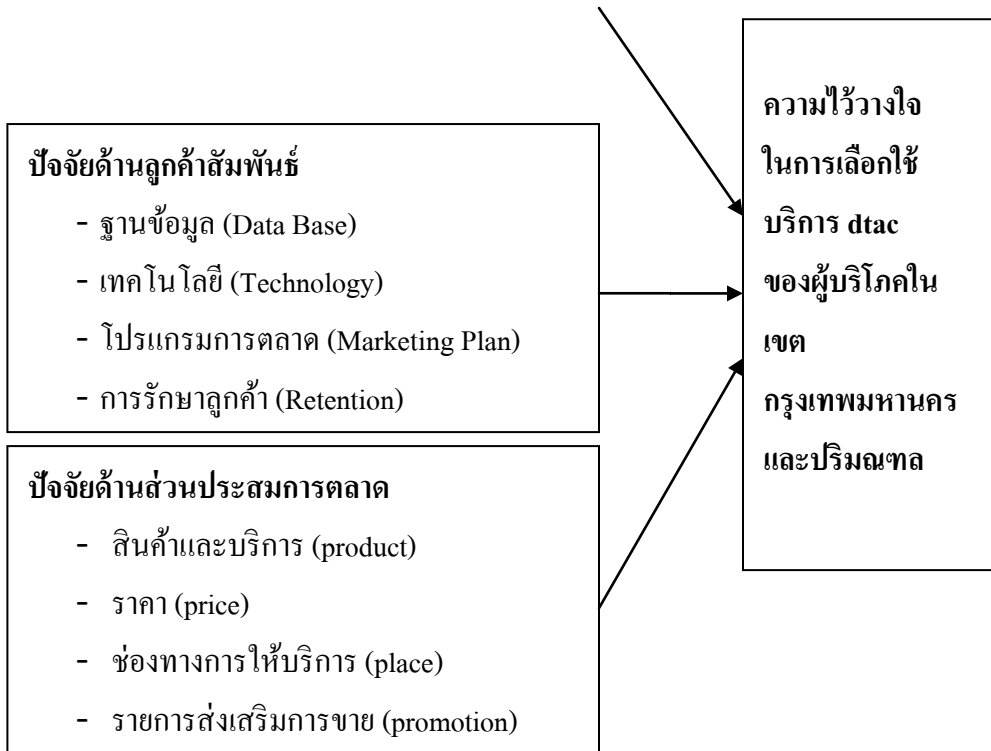 ปัจจัยด้านลูกค้าสัมพันธ์
- ฐานข้อมูล (Data Base)
- เทคโนโลยี (Technology)
- โปรแกรมการตลาด (Marketing Plan)
- การรักษาลูกค้า (Retention)
ปัจจัยด้านส่วนประสมการตลาด
- สินค้าและบริการ (product)
- ราคา (price)
- ช่องทางการให้บริการ (place)
- รายการส่งเสริมการขาย (promotion)
ความไว้วางใจ
ในการเลือกใช้
บริการ dtac
ของผู้บริโภคใน
เขต
กรุงเทพมหานคร
และปริมณฑล